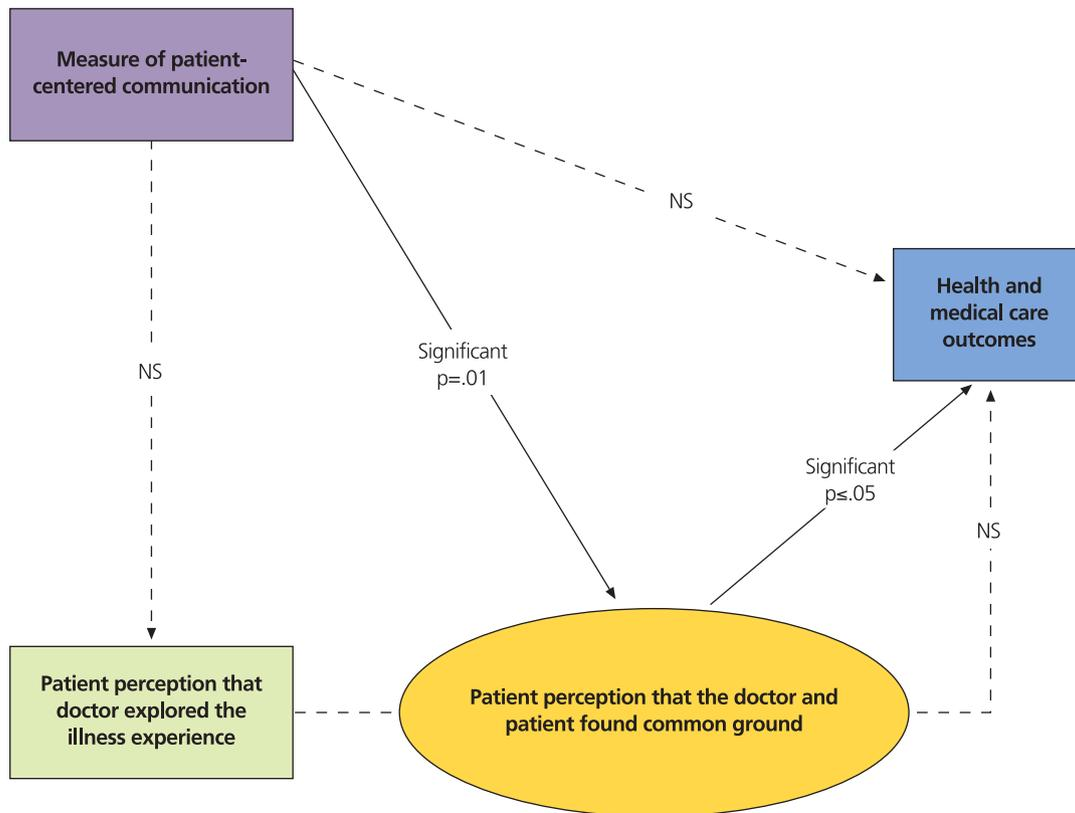 Measure of patient-
centered communication
NS
Health and
medical care
outcomes
Significant
p=.01
NS
Significant
p≤.05
NS
Patient perception that
doctor explored the
illness experience
Patient perception that the doctor and
patient found common ground